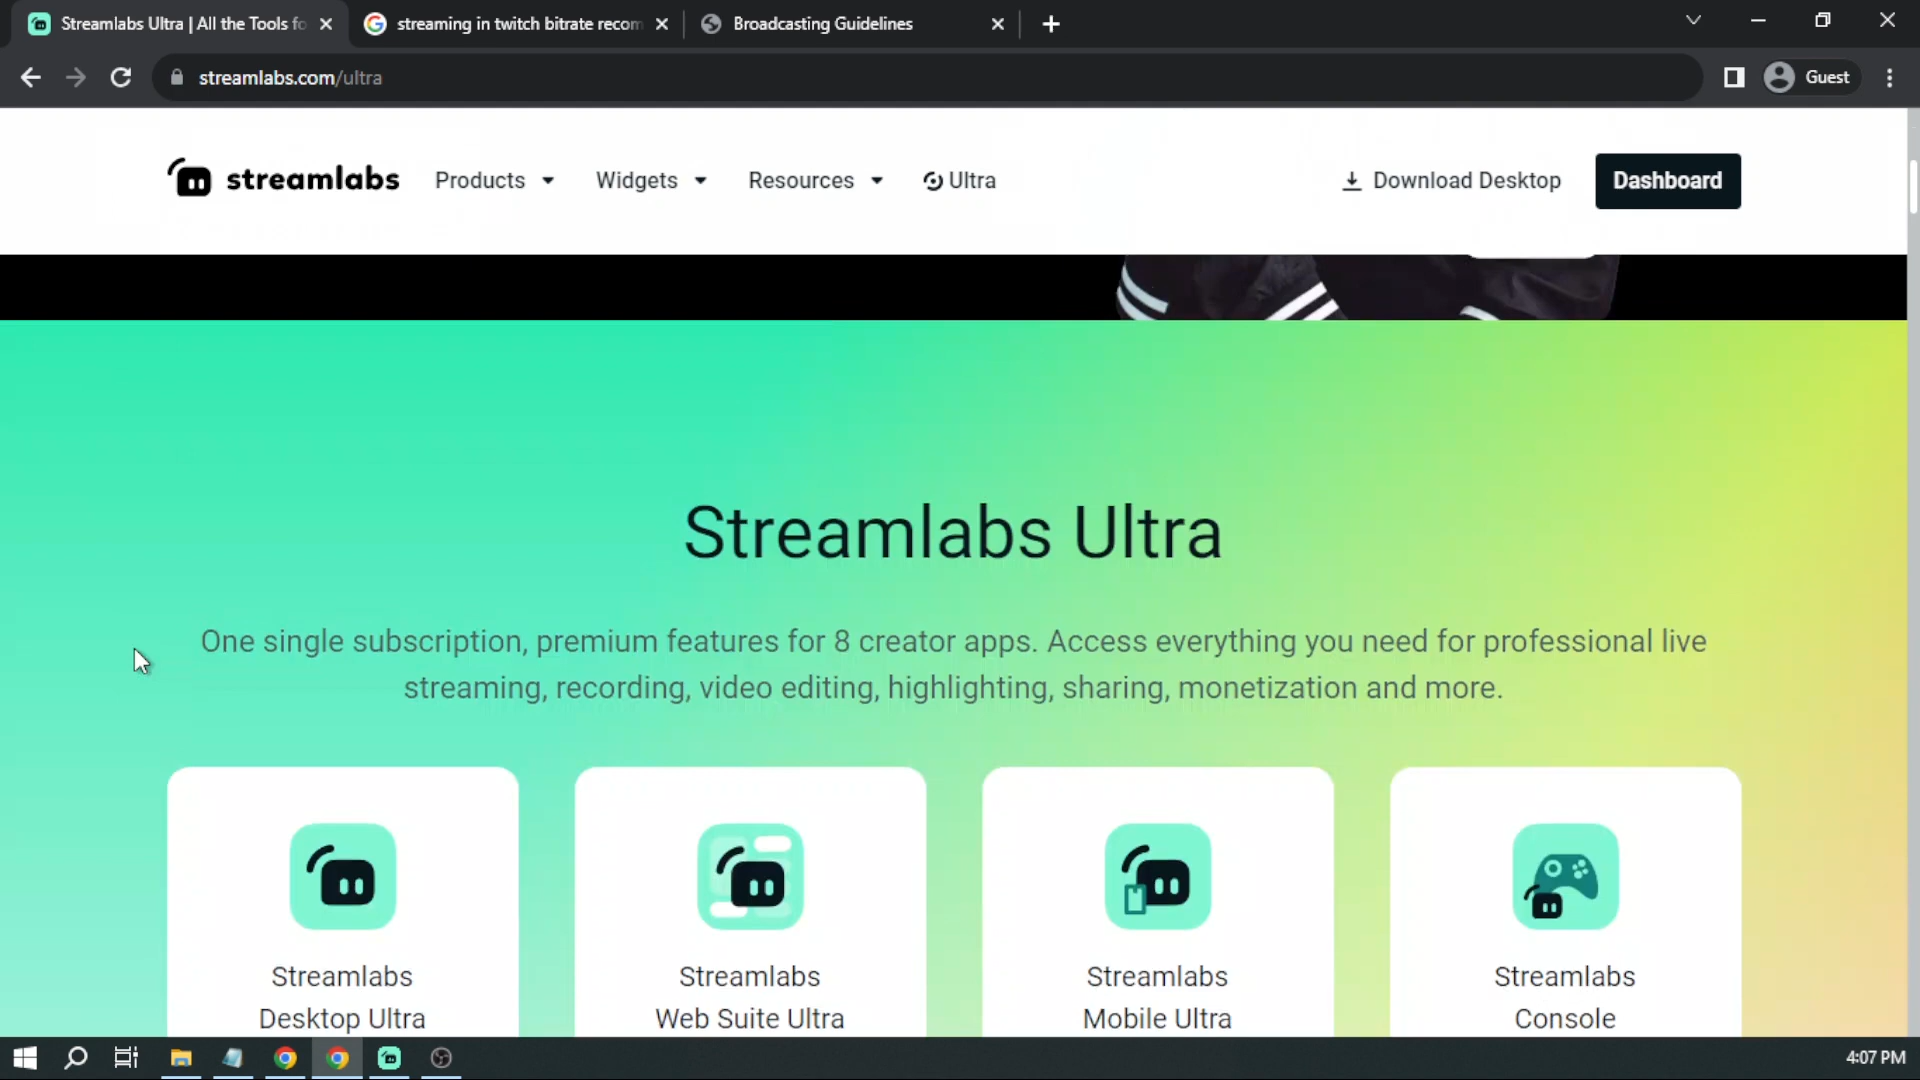 Streamlabs Ultra | All the Tools fo
streaming in twitch bitrate recom
Broadcasting Guidelines
streamlabs.com/ultra
Guest
streamlabs
Products
Widgets
Resources
Ultra
Download Desktop
Dashboard
Streamlabs Ultra
One single subscription, premium features for 8 creator apps. Access everything you need for professional live
streaming, recording, video editing, highlighting, sharing, monetization and more.
Streamlabs
Desktop Ultra
Streamlabs
Web Suite Ultra
Streamlabs
Mobile Ultra
Streamlabs
Console
4:07 PM